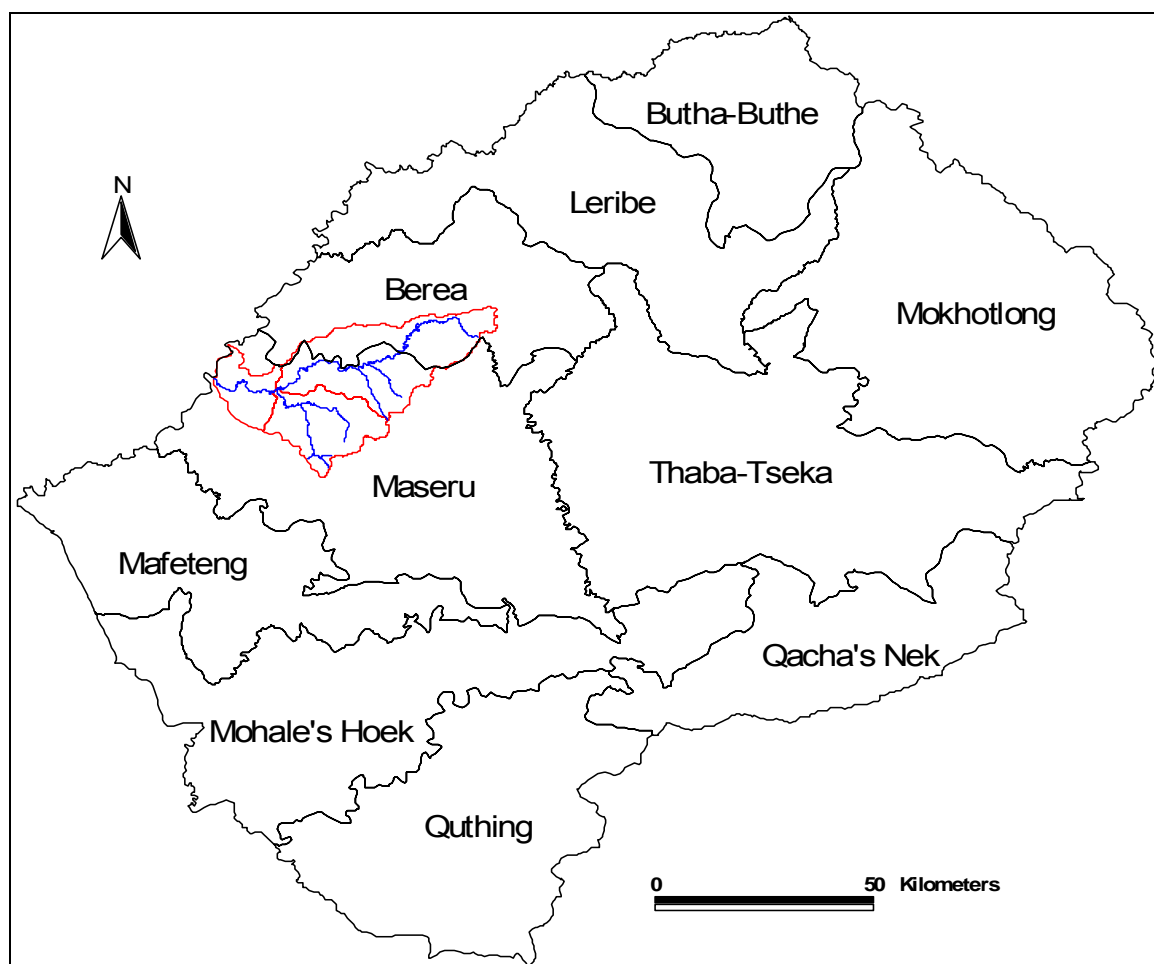 Butha-Buthe
N
Leribe
Berea
Mokhotlong
Thaba-Tseka
Maseru
Mafeteng
Qacha's Nek
Mohale's Hoek
Quthing
0 50 Kilometers